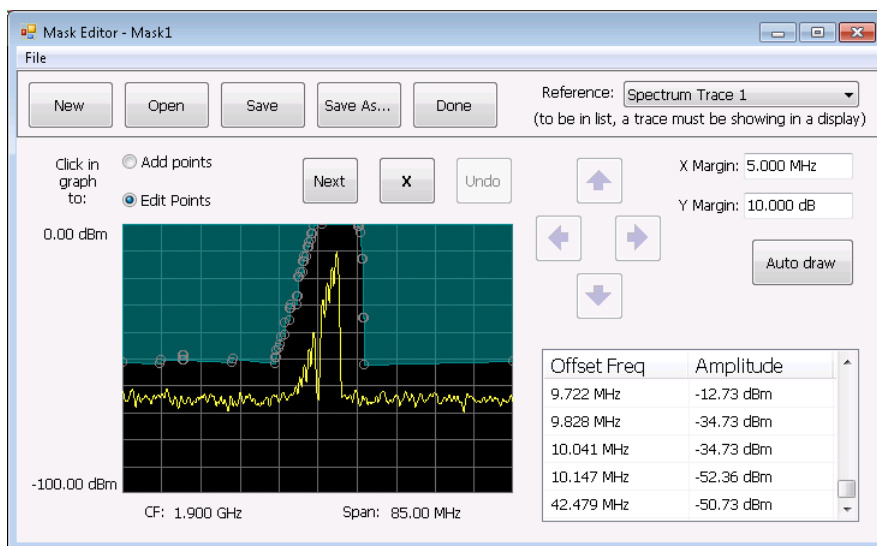 Mask Editor - Mask1
File
New Open Save Save As... Done
Reference: Spectrum Trace 1
(to be in list, a trace must be showing in a display)
Click in graph to:
Add points
Edit Points
Next X Undo
X Margin: 5.000 MHz
Y Margin: 10.000 dB
Auto draw
0.00 dBm
-100.00 dBm
CF: 1.900 GHz Span: 85.00 MHz
Offset Freq Amplitude
9.722 MHz -12.73 dBm
9.828 MHz -34.73 dBm
10.041 MHz -34.73 dBm
10.147 MHz -52.36 dBm
42.479 MHz -50.73 dBm